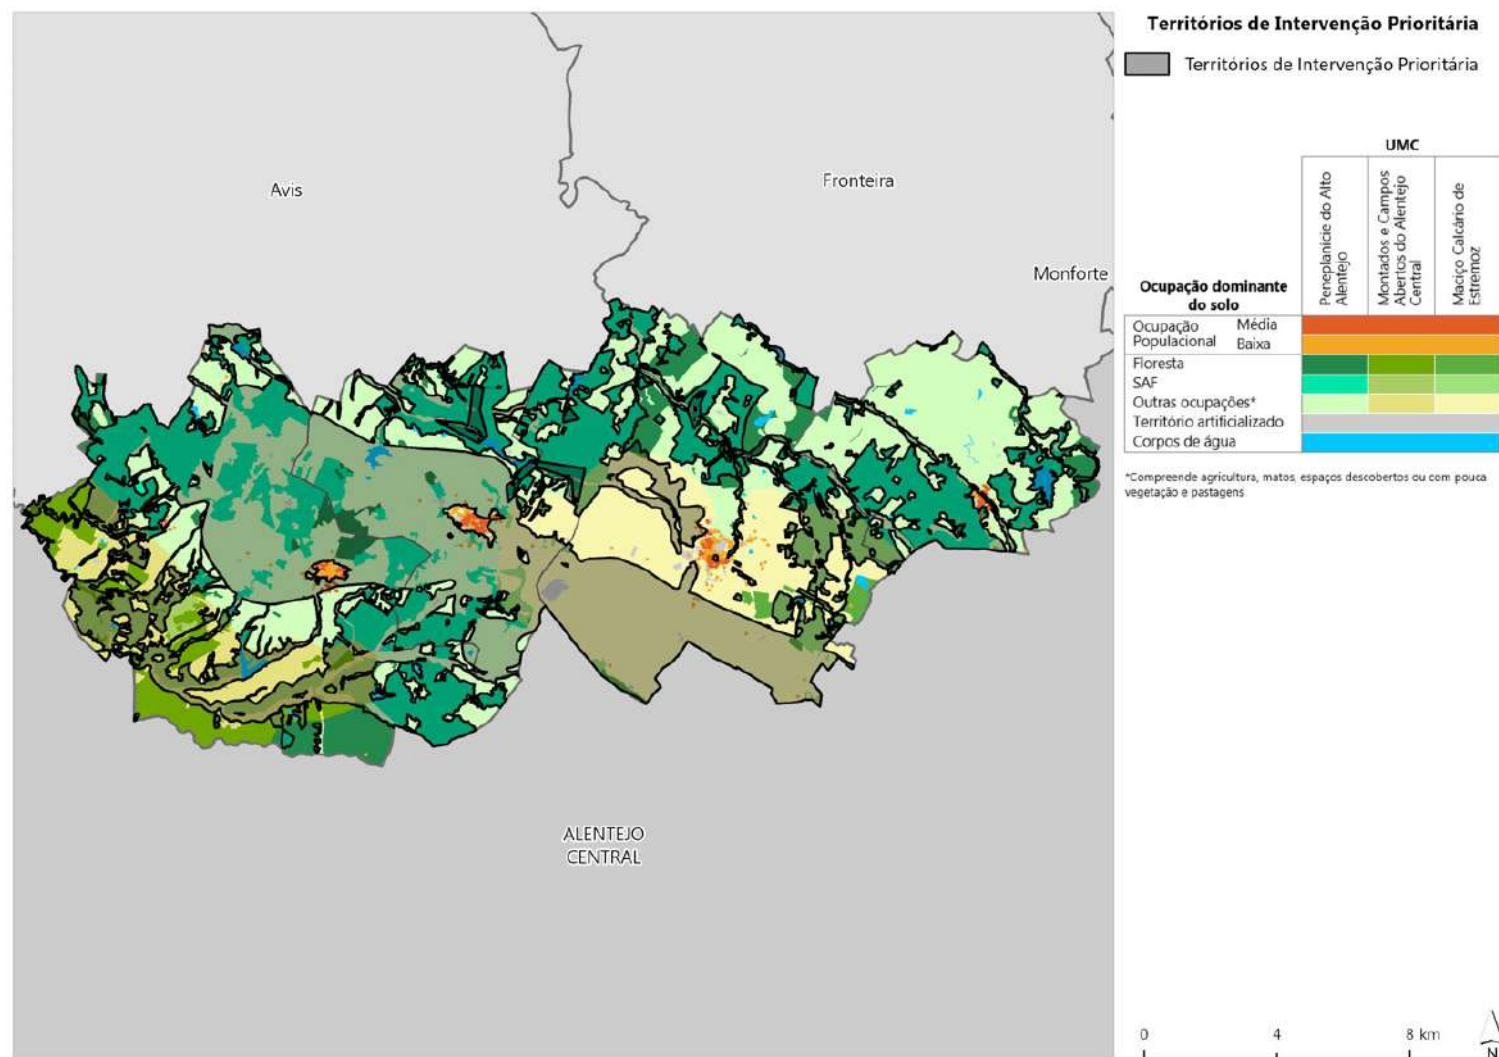 Territórios de Intervenção Prioritária
Territórios de Intervenção Prioritária
UMC
Peneplanície do Alto
Alentejo
Montados e Campos
Abertos do Alentejo
Central
Maciço Calcário de
Estremoz
Ocupação dominante
do solo
Ocupação Média
Populacional Baixa
Floresta
SAF
Outras ocupações*
Território artificializado
Corpos de água
*Compreende agricultura, matos, espaços descobertos ou com pouca
vegetação e pastagens
Avis
Fronteira
Monforte
ALENTEJO
CENTRAL
0 4 8 km
N